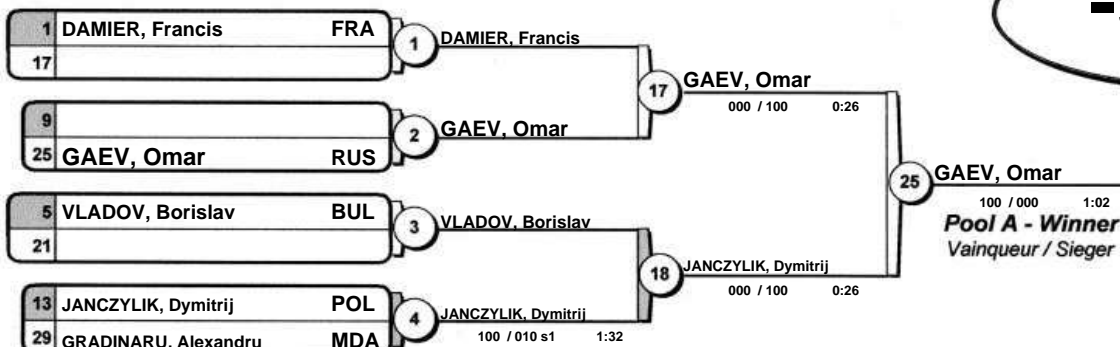 1 DAMIER, Francis FRA
17
1
DAMIER, Francis
9
25 GAEV, Omar RUS
2
GAEV, Omar
17
GAEV, Omar
000 / 100 0:26
5 VLADOV, Borislav BUL
21
3
VLADOV, Borislav
13 JANCZYLIK, Dymitrij POL
29 GRADINARU, Alexandru MDA
4
JANCZYLIK, Dymitrij
100 / 010 s1 1:32
18
JANCZYLIK, Dymitrij
000 / 100 0:26
25
GAEV, Omar
100 / 000 1:02
Pool A - Winner
Vainqueur / Sieger